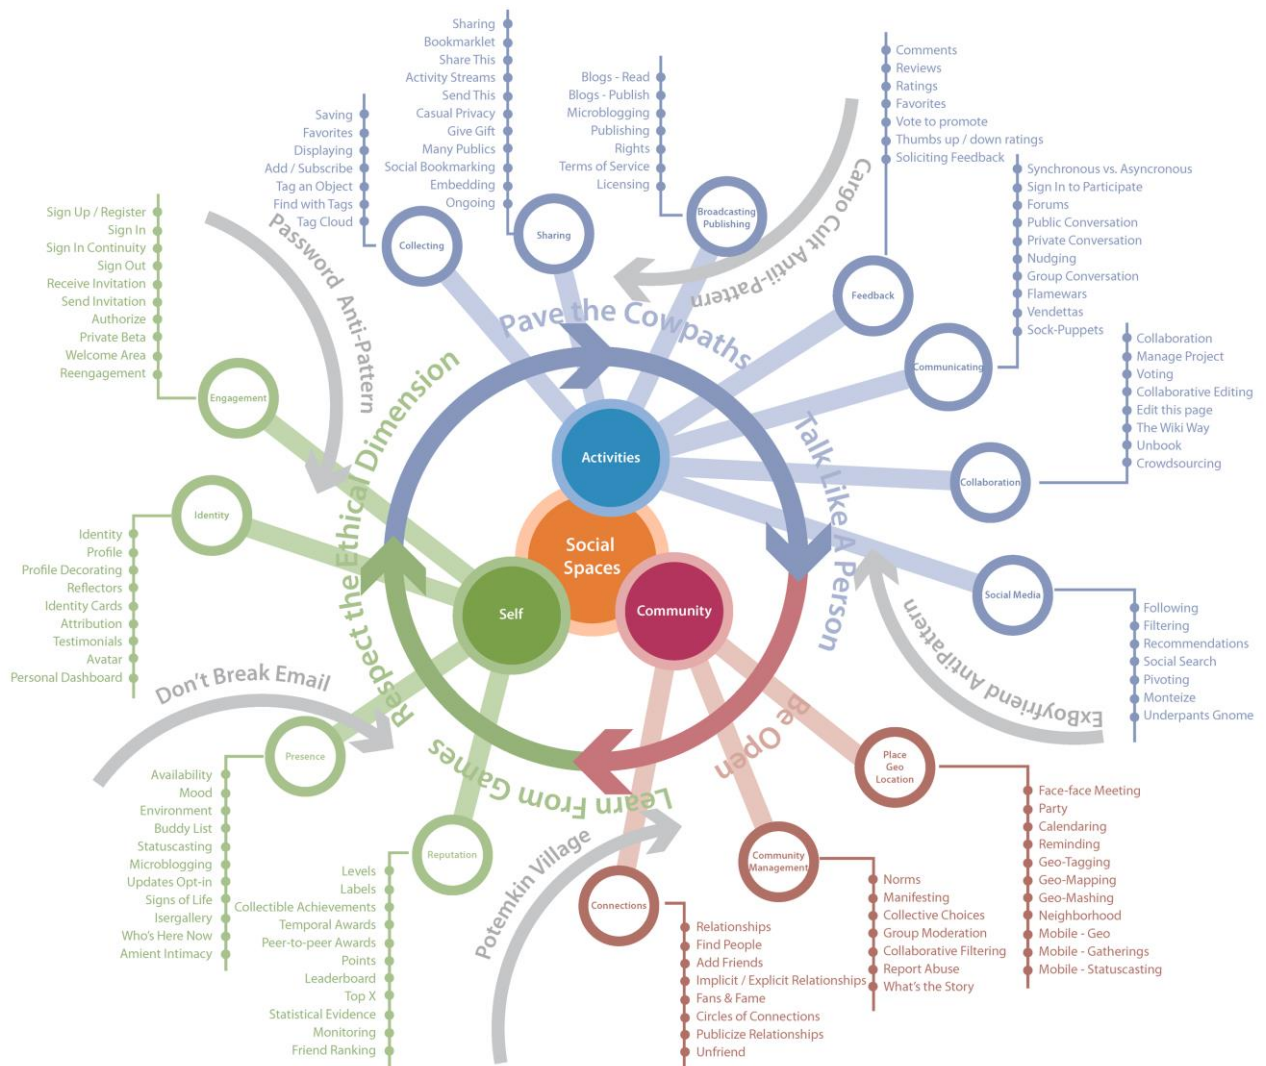 Sharing
Bookmarklet
Share This
Activity Streams
Send This
Casual Privacy
Give Gift
Many Publics
Social Bookmarking
Embedding
Ongoing
Sharing
Saving
Favorites
Displaying
Add / Subscribe
Tag an Object
Find with Tags
Tag Cloud
Collecting
Blogs - Read
Blogs - Publish
Microblogging
Publishing
Rights
Terms of Service
Licensing
Broadcasting
Publishing
Comments
Reviews
Ratings
Favorites
Vote to promote
Thumbs up / down ratings
Soliciting Feedback
Feedback
Synchronous vs. Asyncronous
Sign In to Participate
Forums
Public Conversation
Private Conversation
Nudging
Group Conversation
Flamewars
Vendettas
Sock-Puppets
Communicating
Collaboration
Manage Project
Voting
Collaborative Editing
Edit this page
The Wiki Way
Unbook
Crowdsourcing
Collaboration
Following
Filtering
Recommendations
Social Search
Pivoting
Monteize
Underpants Gnome
Social Media
Sign Up / Register
Sign In
Sign In Continuity
Sign Out
Receive Invitation
Send Invitation
Authorize
Private Beta
Welcome Area
Reengagement
Engagement
Identity
Profile
Profile Decorating
Reflectors
Identity Cards
Attribution
Testimonials
Avatar
Personal Dashboard
Identity
Availability
Mood
Environment
Buddy List
Statuscasting
Microblogging
Updates Opt-in
Signs of Life
Isergallery
Who's Here Now
Amient Intimacy
Presence
Levels
Labels
Collectible Achievements
Temporal Awards
Peer-to-peer Awards
Points
Leaderboard
Top X
Statistical Evidence
Monitoring
Friend Ranking
Reputation
Relationships
Find People
Add Friends
Implicit / Explicit Relationships
Fans & Fame
Circles of Connections
Publicize Relationships
Unfriend
Connections
Norms
Manifesting
Collective Choices
Group Moderation
Collaborative Filtering
Report Abuse
What's the Story
Community
Management
Face-face Meeting
Party
Calendaring
Reminding
Geo-Tagging
Geo-Mapping
Geo-Mashing
Neighborhood
Mobile - Geo
Mobile - Gatherings
Mobile - Statuscasting
Place
Geo
Location
Activities
Social
Spaces
Self
Community
Pave the Cowpaths
Talk Like A Person
Be Open
Learn From Games
Respect the Ethical Dimension
Password Anti-Pattern
Cargo Cult Antii-Pattern
ExBoyfriend AntiPattern
Potemkin Village
Don't Break Email